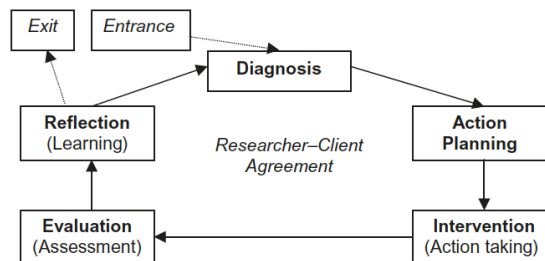 Exit
Entrance
Diagnosis
Reflection
(Learning)
Researcher–Client
Agreement
Action
Planning
Evaluation
(Assessment)
Intervention
(Action taking)